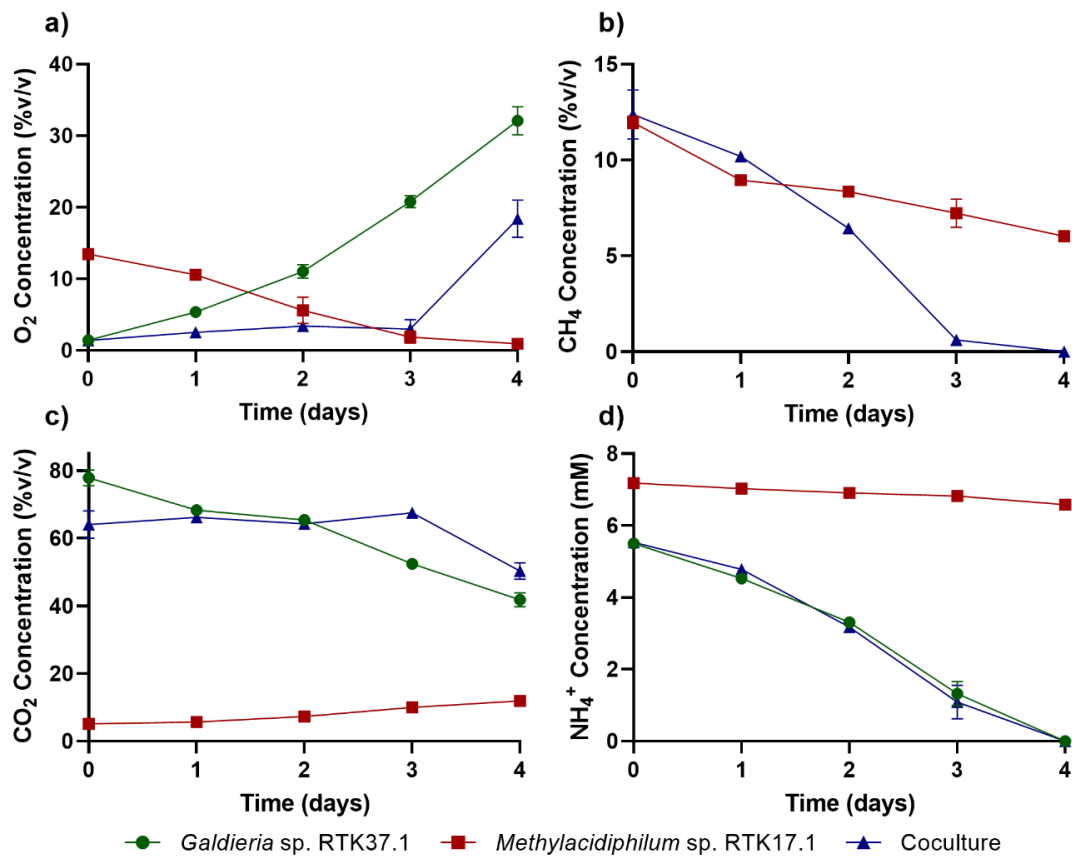 a)
O₂ Concentration (%v/v)
40
30
20
10
0
0 1 2 3 4
Time (days)
b)
CH₄ Concentration (%v/v)
15
10
5
0
0 1 2 3 4
Time (days)
c)
CO₂ Concentration (%v/v)
80
60
40
20
0
0 1 2 3 4
Time (days)
d)
NH₄⁺ Concentration (mM)
8
6
4
2
0
0 1 2 3 4
Time (days)
Galdieria sp. RTK37.1 Methylacidiphilum sp. RTK17.1 Coculture